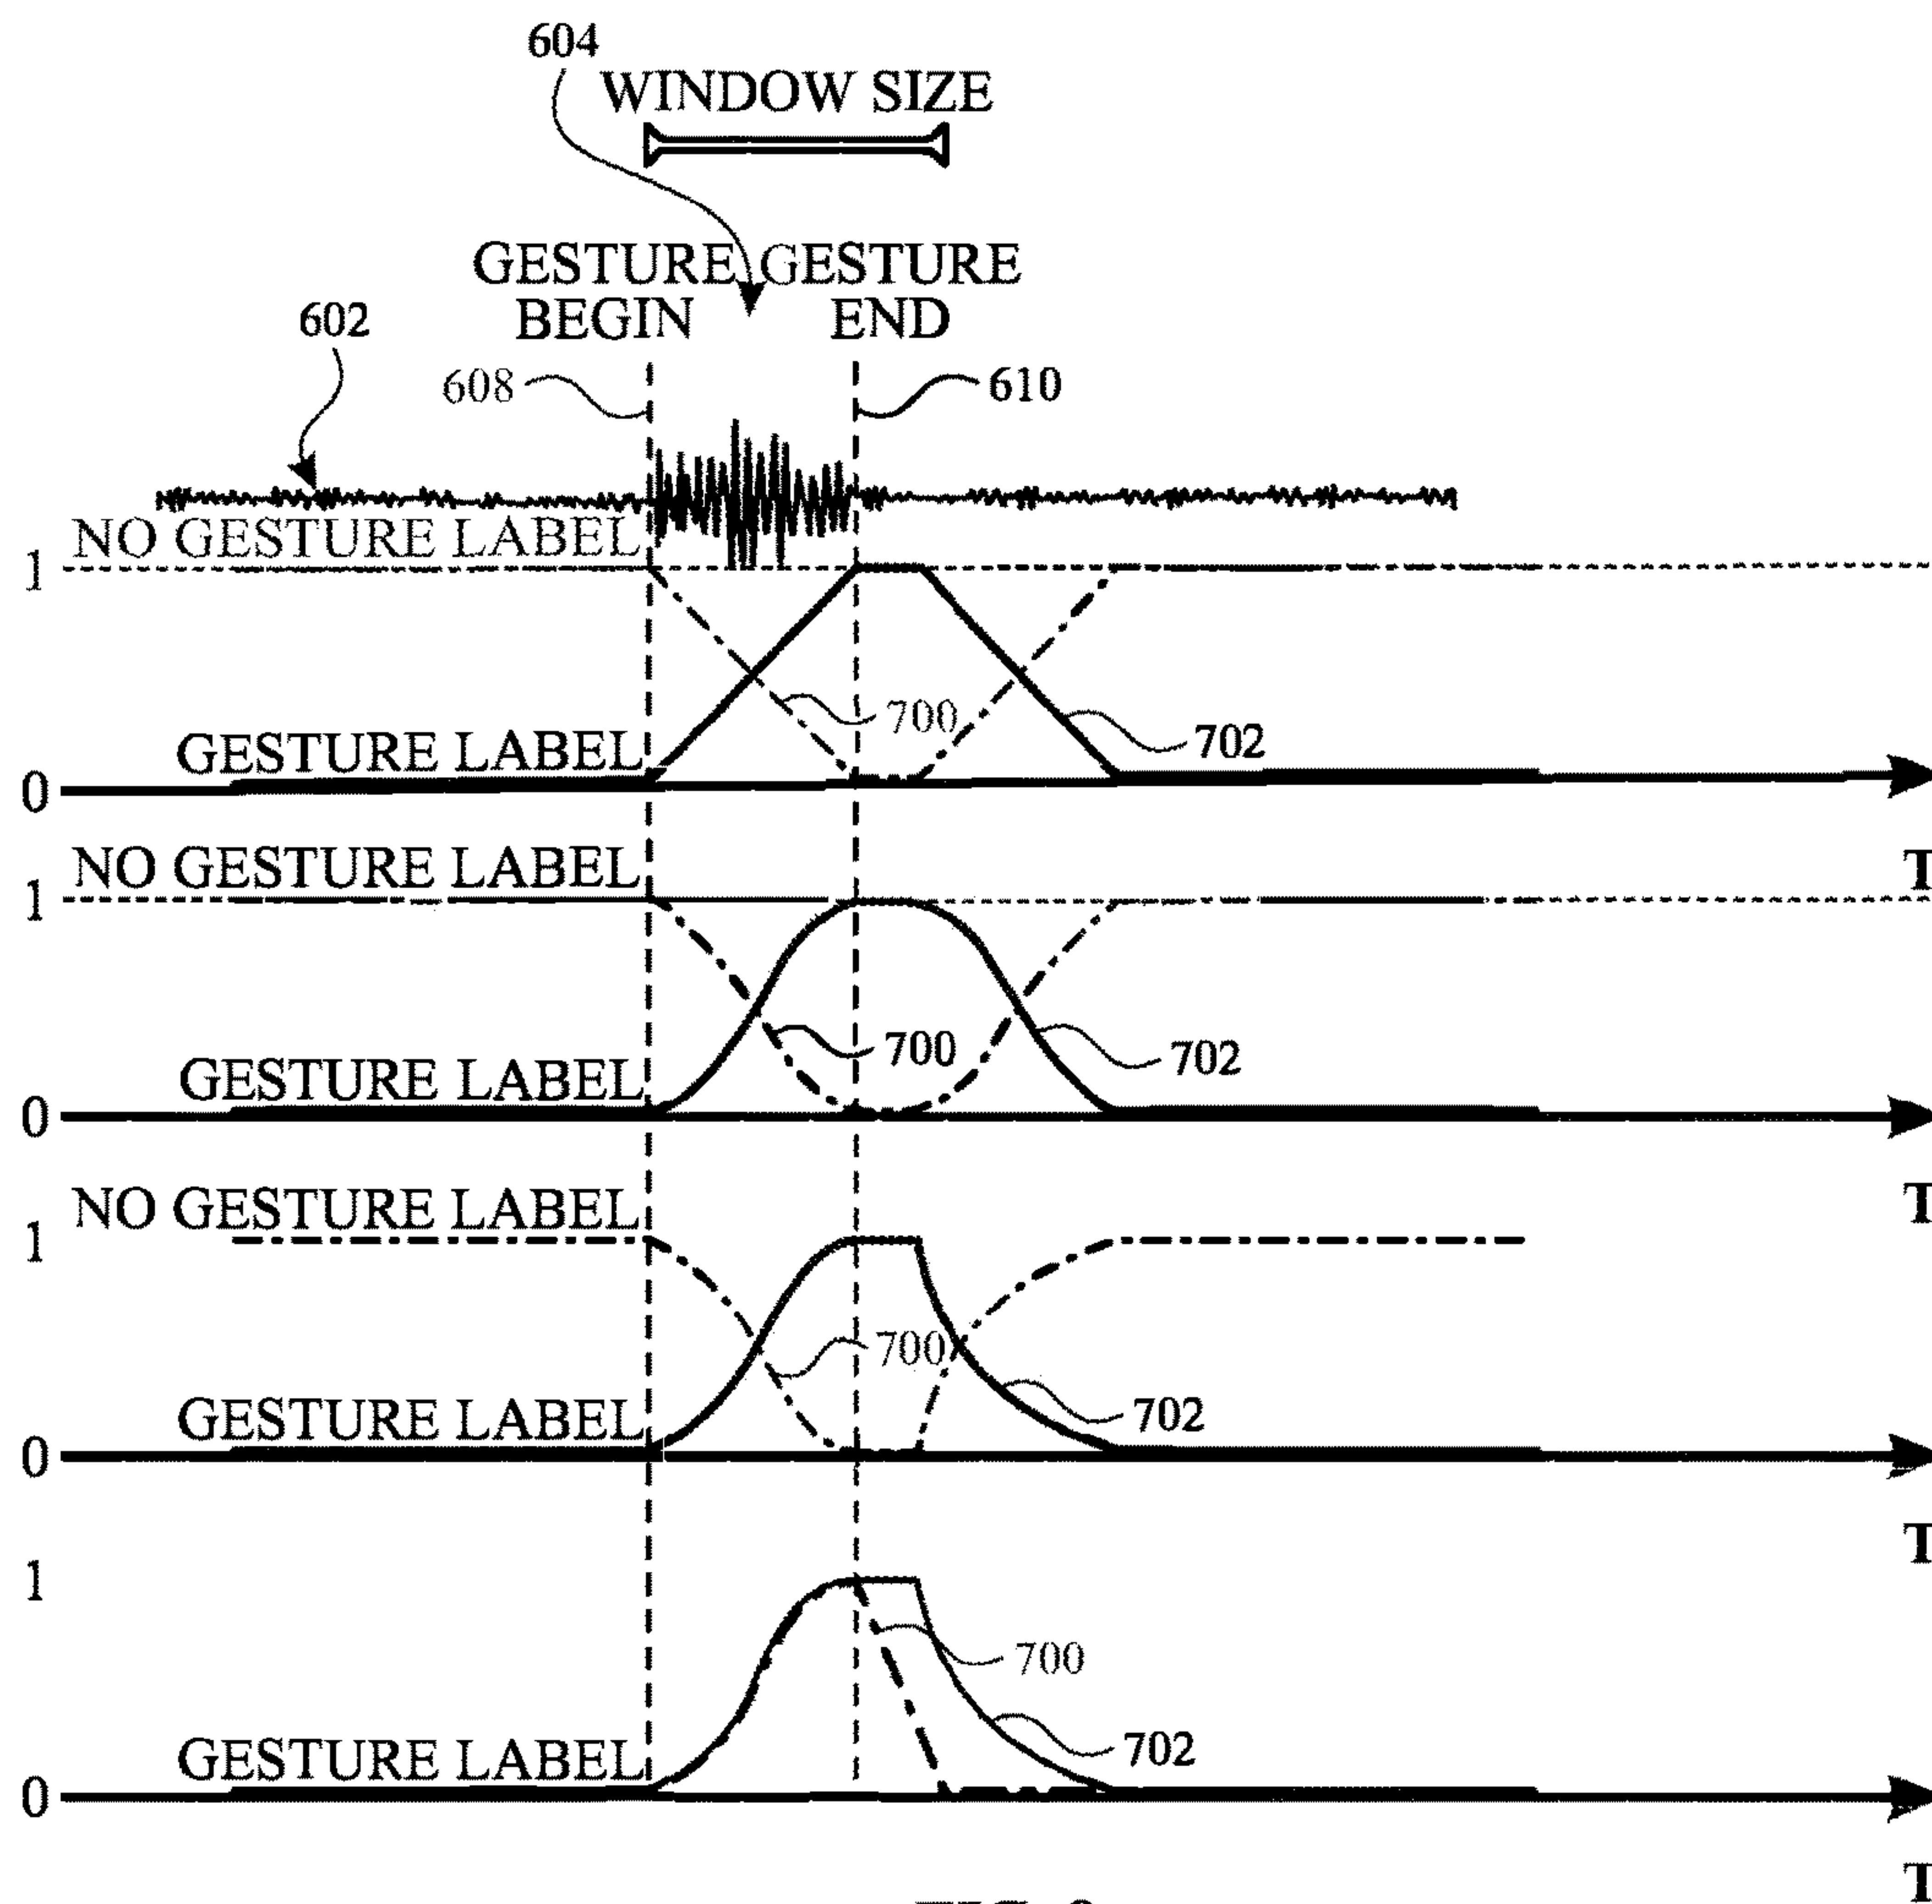 604
WINDOW SIZE
GESTURE GESTURE
BEGIN END
602
608
610
NO GESTURE LABEL
1
700
702
GESTURE LABEL
0
T
NO GESTURE LABEL
1
700
702
GESTURE LABEL
0
T
NO GESTURE LABEL
1
700
702
GESTURE LABEL
0
T
1
700
702
GESTURE LABEL
0
T